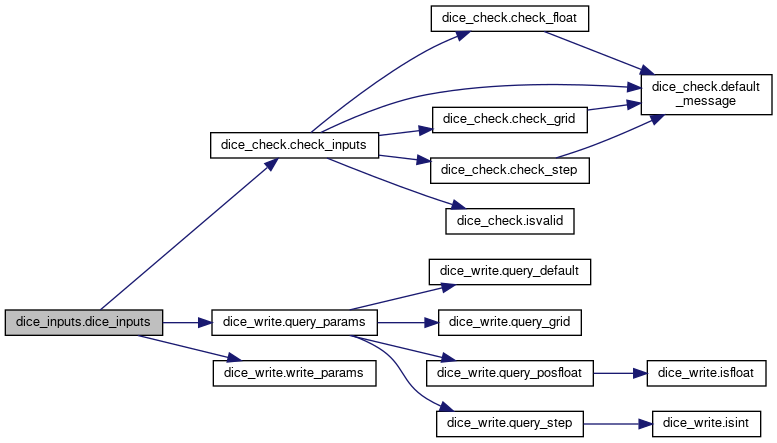 dice_check.check_float
dice_check.default
_message
dice_check.check_grid
dice_check.check_inputs
dice_check.check_step
dice_check.isvalid
dice_write.query_default
dice_inputs.dice_inputs
dice_write.query_params
dice_write.query_grid
dice_write.write_params
dice_write.query_posfloat
dice_write.isfloat
dice_write.query_step
dice_write.isint